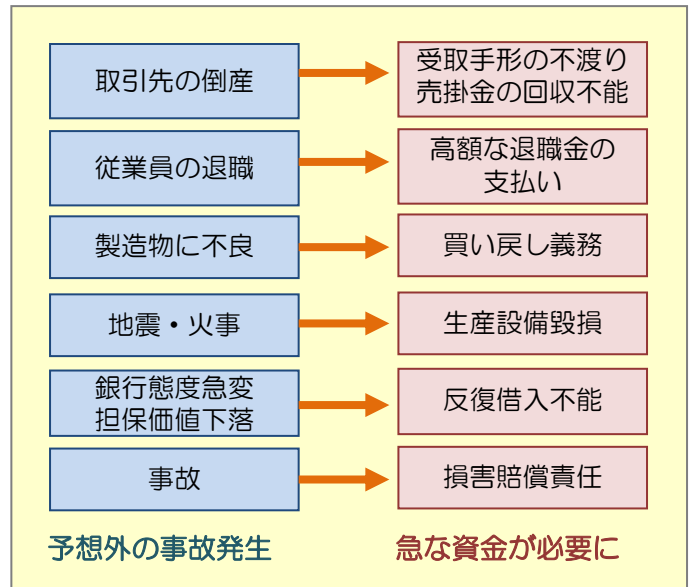 取引先の倒産
受取手形の不渡り
売掛金の回収不能
従業員の退職
高額な退職金の
支払い
製造物に不良
買い戻し義務
地震・火事
生産設備毀損
銀行態度急変
担保価値下落
反復借入不能
事故
損害賠償責任
予想外の事故発生
急な資金が必要に